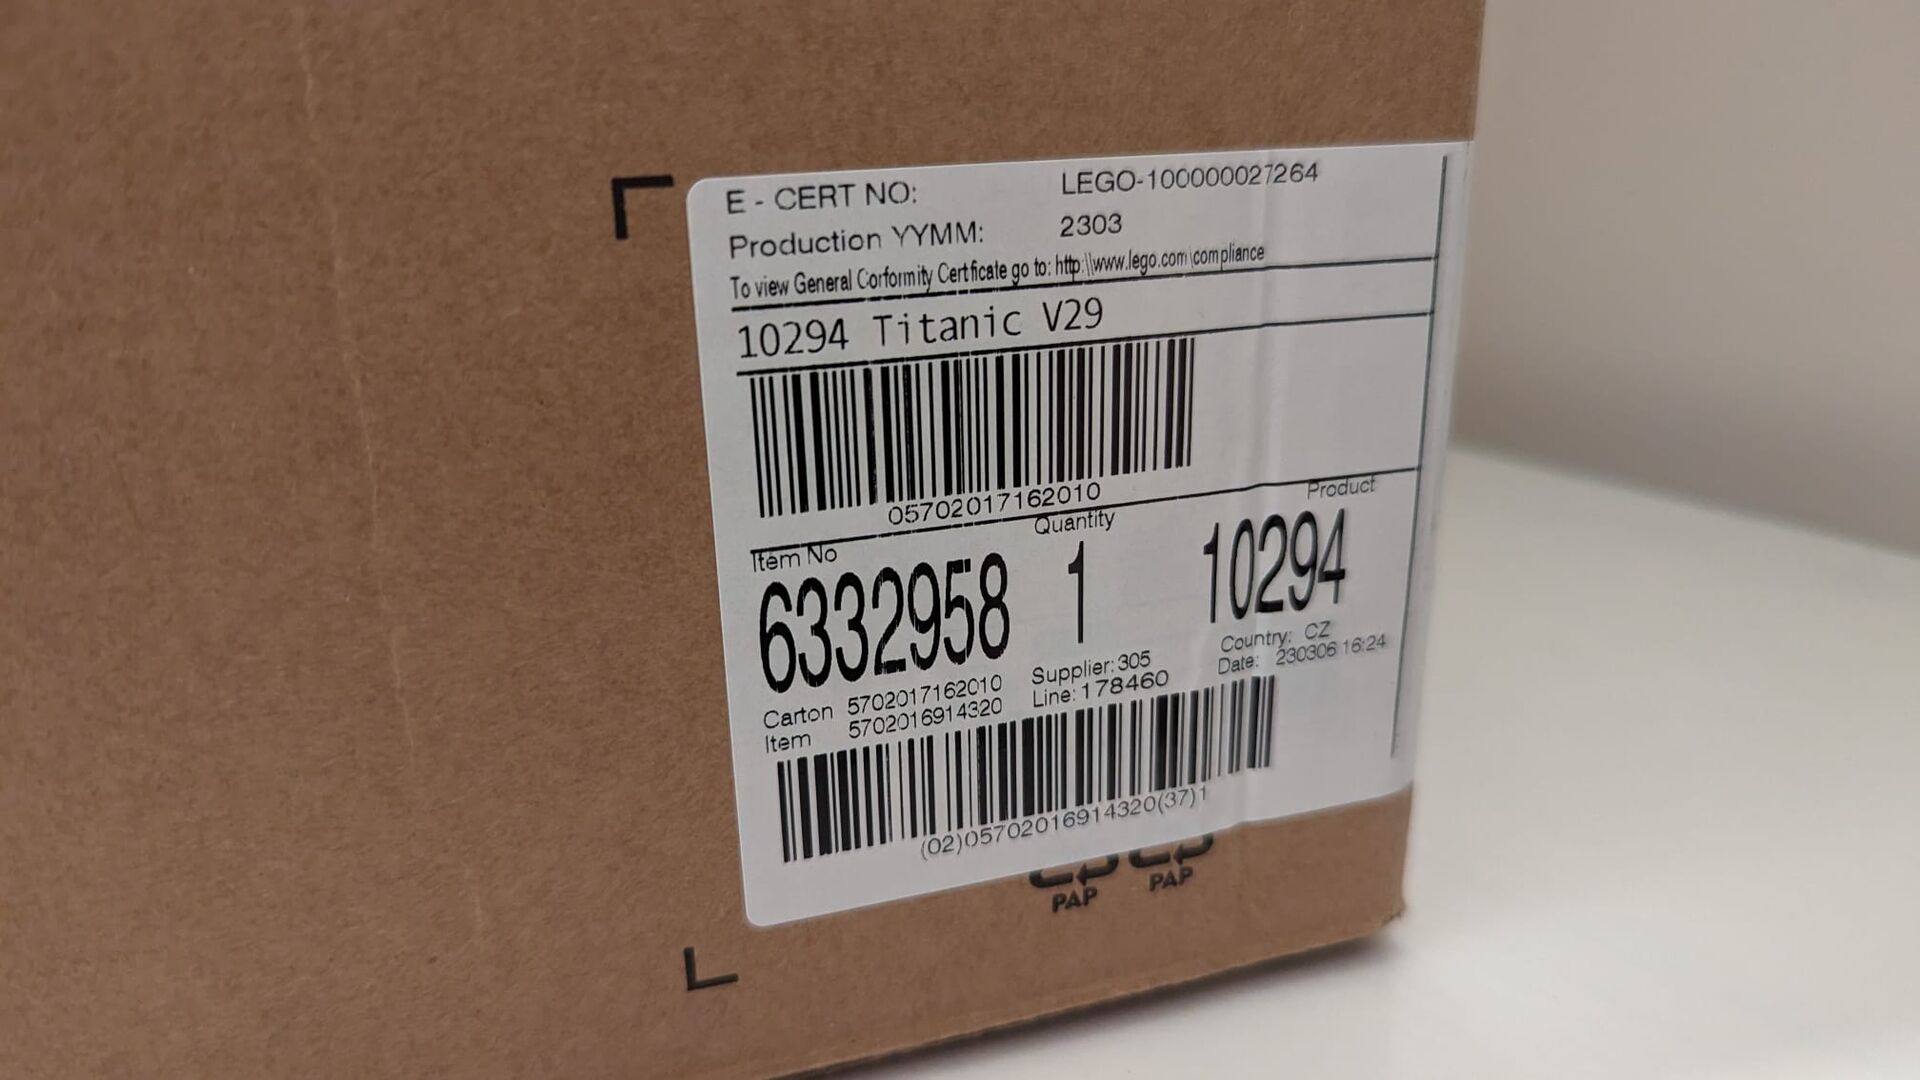 E - CERT NO: LEGO-100000027264
Production YYMM: 2303
To view General Corformity Certficate go to: http:\\www.lego.com\compliance
10294 Titanic V29
05702017162010
Item No Quantity Product
6332958 1 10294
Carton 5702017162010 Supplier: 305 Country: CZ
Item 5702016914320 Line: 178460 Date: 230306 16:24
(02)05702016914320(37)1
PAP PAP